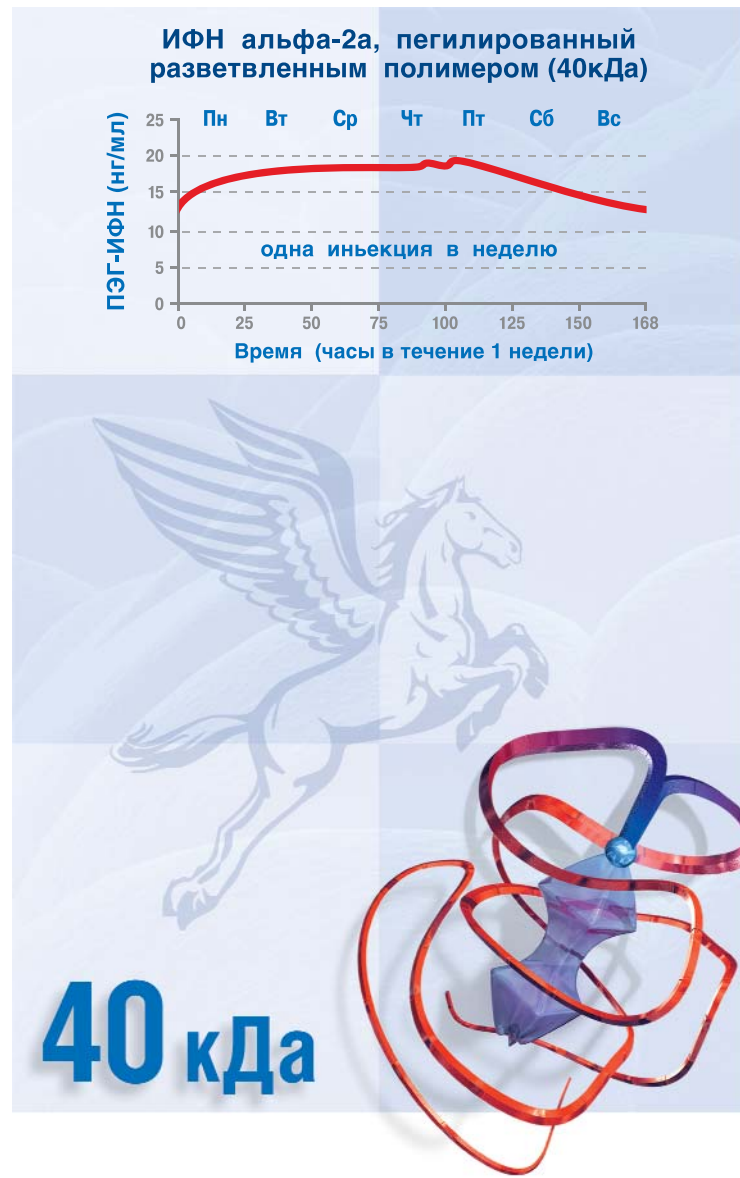 ИФН альфа-2а, пегилированный
разветвленным полимером (40кДа)
ПЭГ-ИФН (нг/мл)
Пн Вт Ср Чт Пт Сб Вс
25
20
15
10
5
0
одна иньекция в неделю
0 25 50 75 100 125 150 168
Время (часы в течение 1 недели)
40 кДа